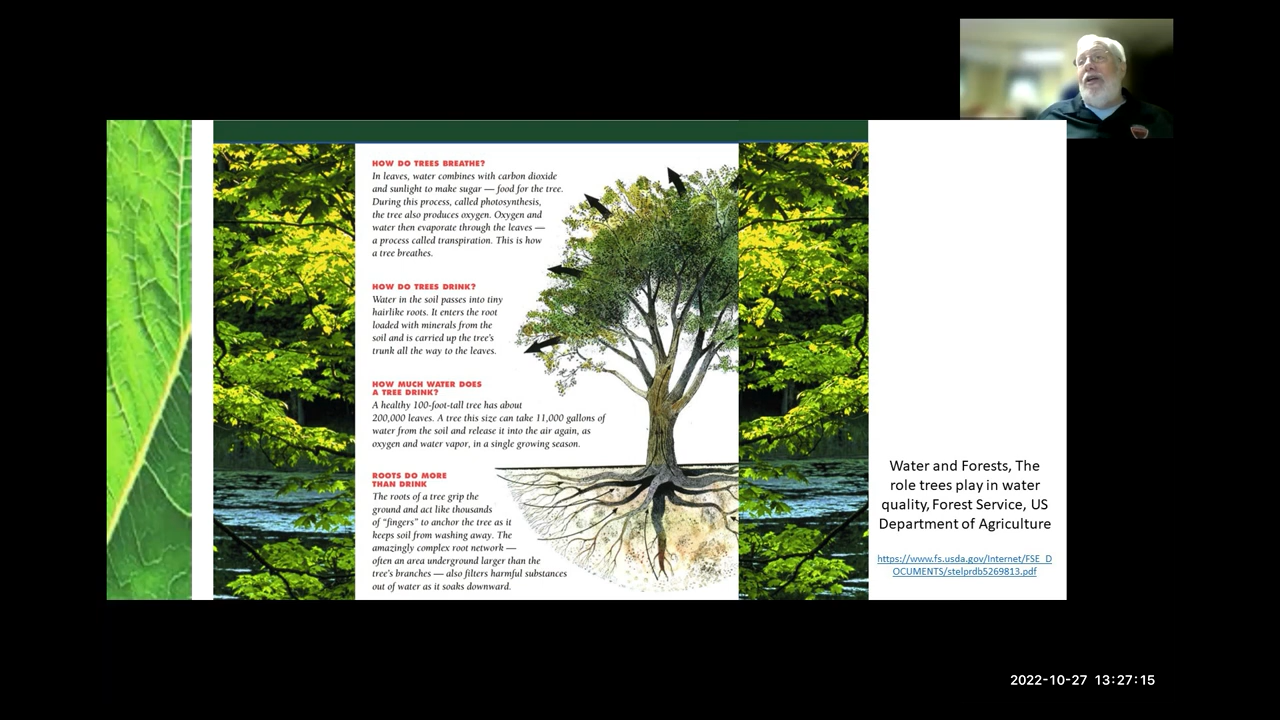 HOW DO TREES BREATHE?
In leaves, water combines with carbon dioxide
and sunlight to make sugar — food for the tree.
During this process, called photosynthesis,
the tree also produces oxygen. Oxygen and
water then evaporate through the leaves —
a process called transpiration. This is how
a tree breathes.
HOW DO TREES DRINK?
Water in the soil passes into tiny
hairlike roots. It enters the root
loaded with minerals from the
soil and is carried up the tree's
trunk all the way to the leaves.
HOW MUCH WATER DOES
A TREE DRINK?
A healthy 100-foot-tall tree has about
200,000 leaves. A tree this size can take 11,000 gallons of
water from the soil and release it into the air again, as
oxygen and water vapor, in a single growing season.
ROOTS DO MORE
THAN DRINK
The roots of a tree grip the
ground and act like thousands
of “fingers” to anchor the tree as it
keeps soil from washing away. The
amazingly complex root network —
often an area underground larger than the
tree's branches — also filters harmful substances
out of water as it soaks downward.
Water and Forests, The
role trees play in water
quality, Forest Service, US
Department of Agriculture
https://www.fs.usda.gov/Internet/FSE_D
OCUMENTS/stelprdb5269813.pdf
2022-10-27 13:27:15